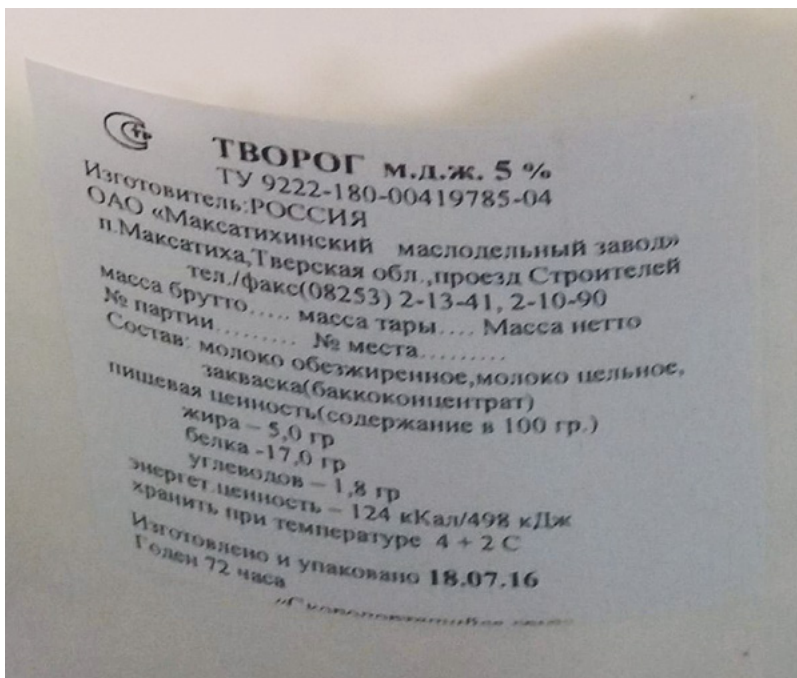 ТВОРОГ м.д.ж. 5 %
ТУ 9222-180-00419785-04
Изготовитель:РОССИЯ
ОАО «Максатихинский маслодельный завод»
п.Максатиха,Тверская обл.,проезд Строителей
тел./факс(08253) 2-13-41, 2-10-90
масса брутто..... масса тары.... Масса нетто
№ партии......... № места.........
Состав: молоко обезжиренное,молоко цельное,
закваска(баккоконцентрат)
пищевая ценность(содержание в 100 гр.)
жира – 5,0 гр
белка -17,0 гр
углеводов – 1,8 гр
энергет.ценность – 124 кКал/498 кДж
хранить при температуре 4 + 2 С
Изготовлено и упаковано 18.07.16
Годен 72 часа